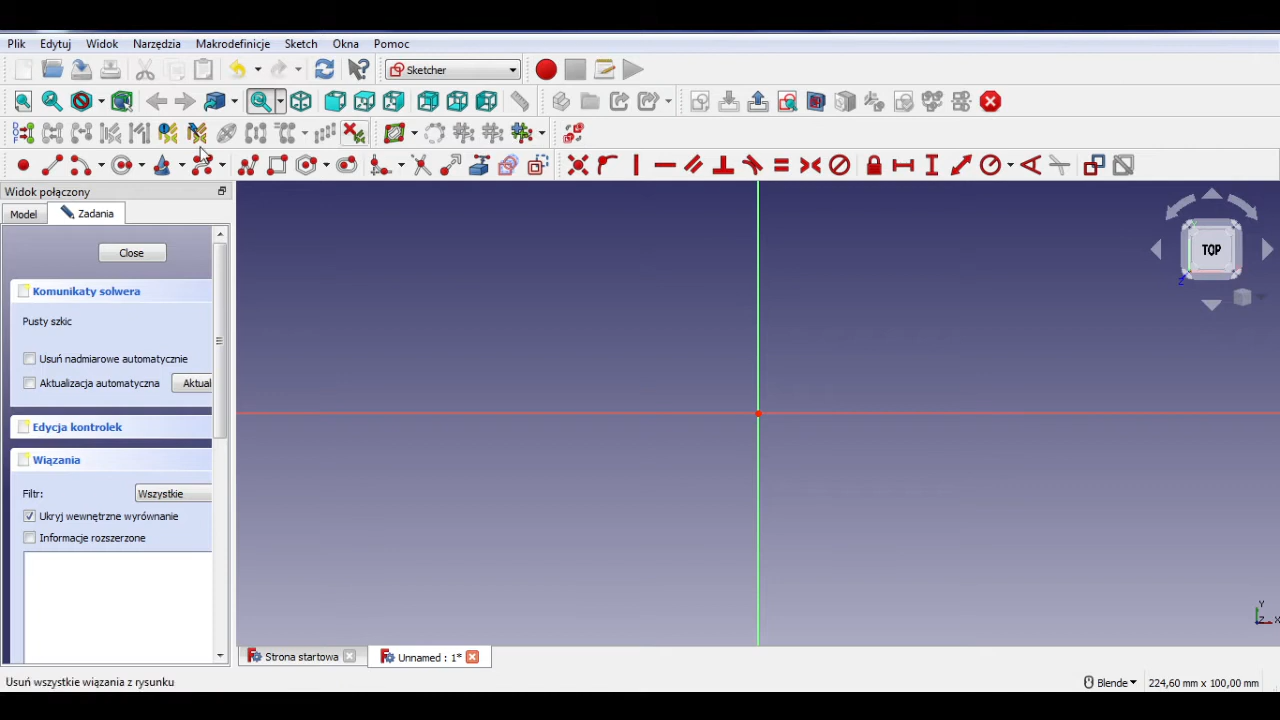 Plik Edytuj Widok Narzędzia Makrodefinicje Sketch Okna Pomoc
Sketcher
Widok połączony
Model Zadania
Close
Komunikaty solwera
Pusty szkic
Usuń nadmiarowe automatycznie
Aktualizacja automatyczna Aktual
Edycja kontrolek
Wiązania
Filtr: Wszystkie
Ukryj wewnętrzne wyrównanie
Informacje rozszerzone
TOP
Z
Y
Z X
Strona startowa Unnamed : 1*
Usuń wszystkie wiązania z rysunku Blende 224,60 mm x 100,00 mm